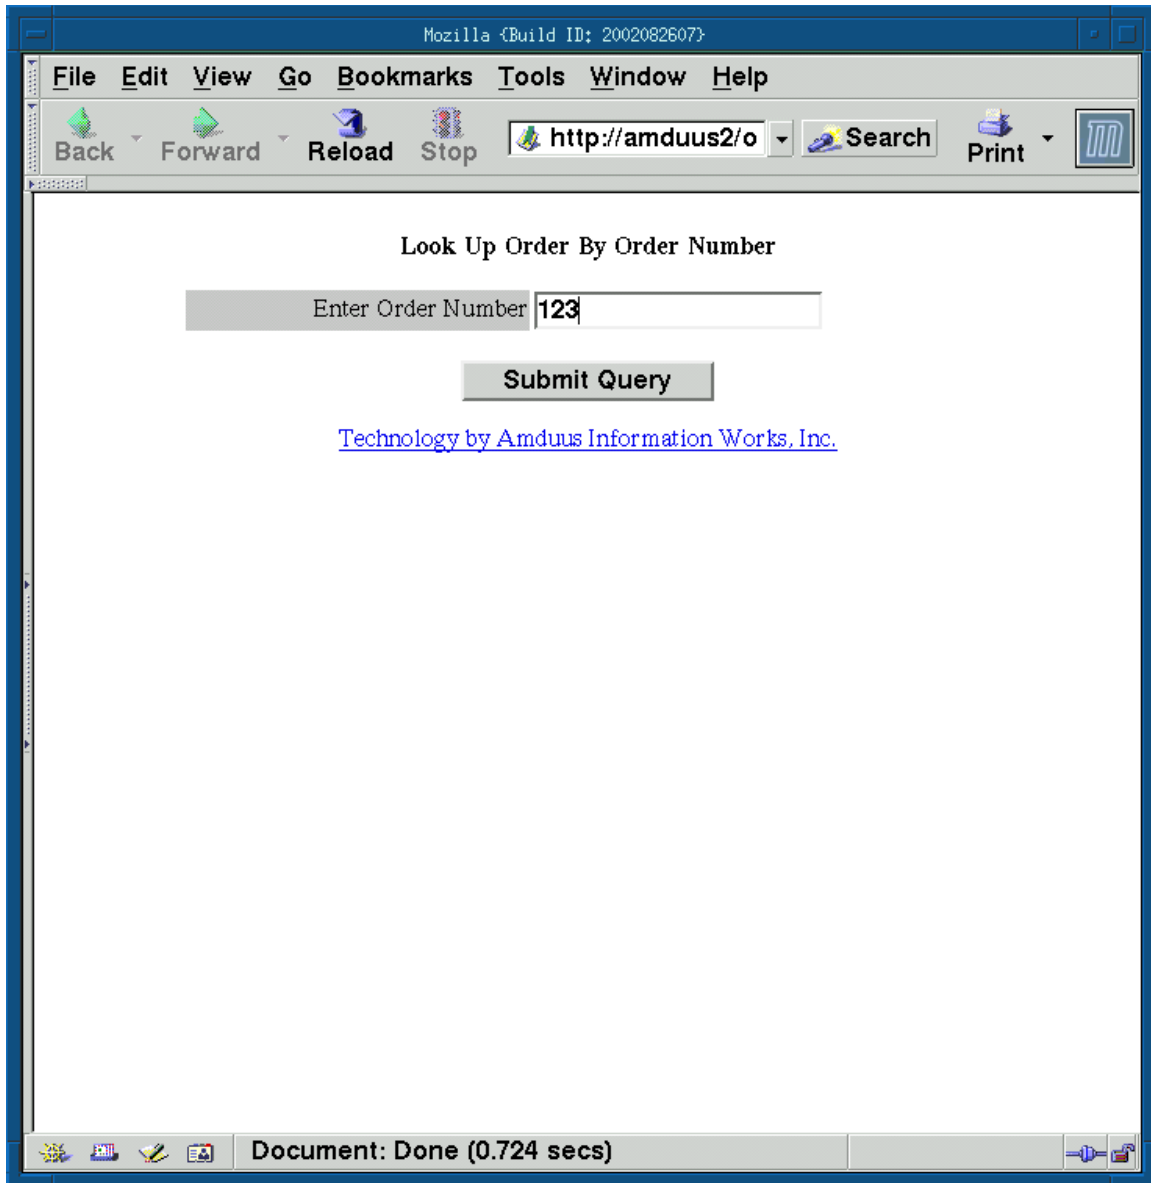 Mozilla {Build ID: 2002082607}
File Edit View Go Bookmarks Tools Window Help
Back Forward Reload Stop http://amduus2/o Search Print
Look Up Order By Order Number
Enter Order Number 123
Submit Query
Technology by Amduus Information Works, Inc.
Document: Done (0.724 secs)